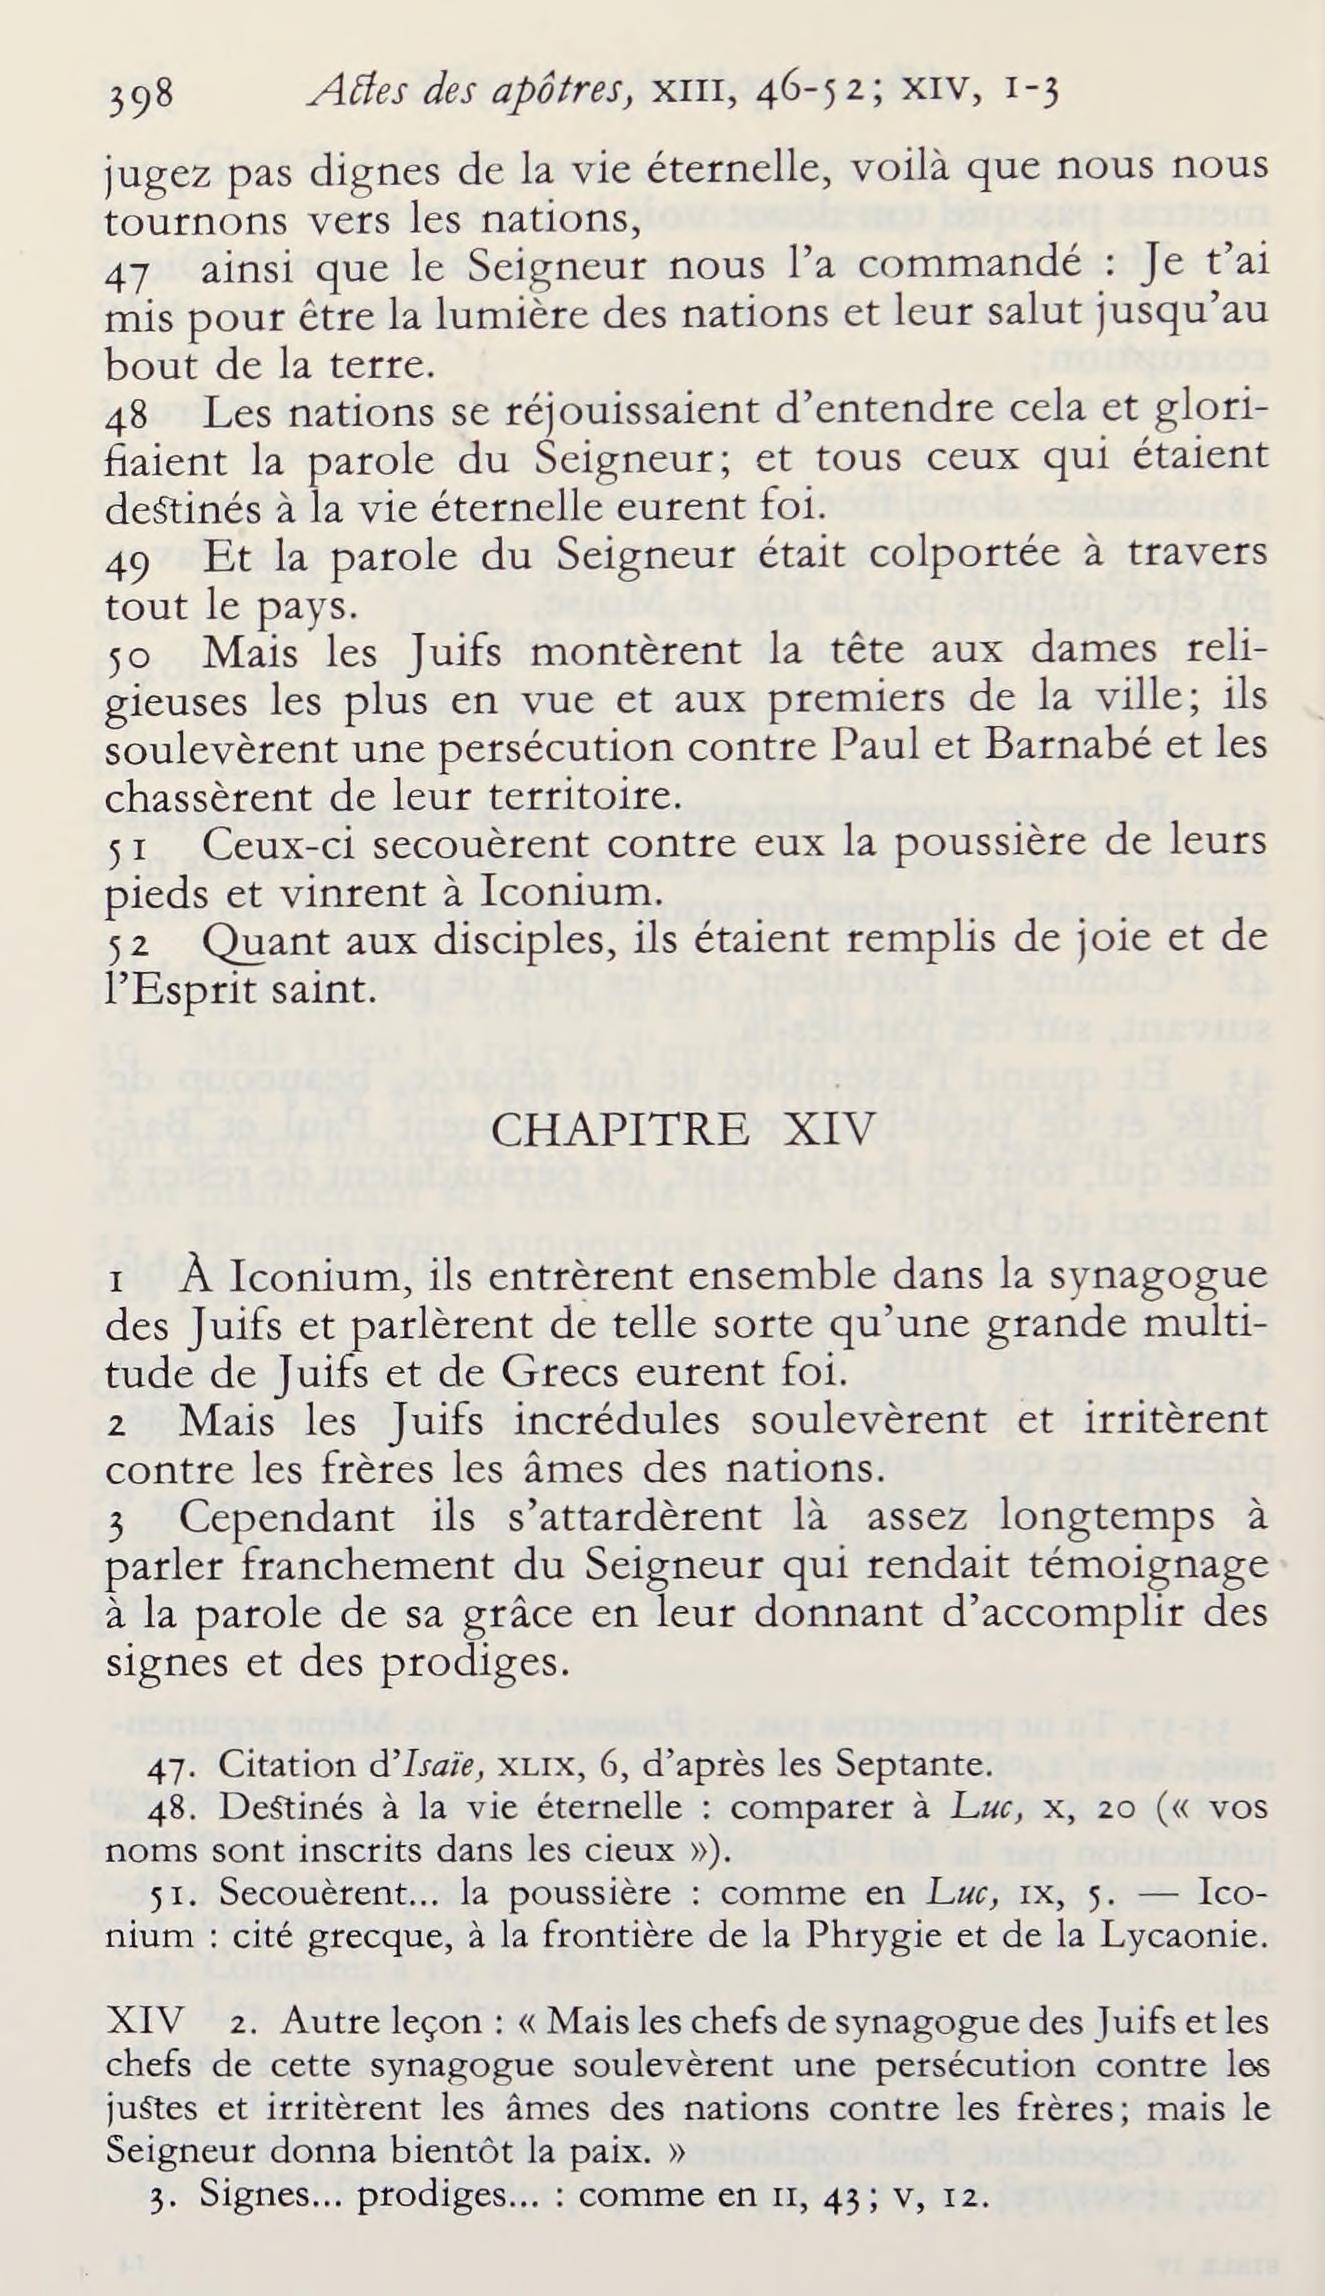 398 Actes des apôtres, XIII, 46-52; XIV, 1-3
jugez pas dignes de la vie éternelle, voilà que nous nous
tournons vers les nations,
47 ainsi que le Seigneur nous l'a commandé : Je t'ai
mis pour être la lumière des nations et leur salut jusqu'au
bout de la terre.
48 Les nations se réjouissaient d'entendre cela et glori-
fiaient la parole du Seigneur; et tous ceux qui étaient
destinés à la vie éternelle eurent foi.
49 Et la parole du Seigneur était colportée à travers
tout le pays.
50 Mais les Juifs montèrent la tête aux dames reli-
gieuses les plus en vue et aux premiers de la ville; ils
soulevèrent une persécution contre Paul et Barnabé et les
chassèrent de leur territoire.
51 Ceux-ci secouèrent contre eux la poussière de leurs
pieds et vinrent à Iconium.
52 Quant aux disciples, ils étaient remplis de joie et de
l'Esprit saint.
CHAPITRE XIV
1 À Iconium, ils entrèrent ensemble dans la synagogue
des Juifs et parlèrent de telle sorte qu'une grande multi-
tude de Juifs et de Grecs eurent foi.
2 Mais les Juifs incrédules soulevèrent et irritèrent
contre les frères les âmes des nations.
3 Cependant ils s'attardèrent là assez longtemps à
parler franchement du Seigneur qui rendait témoignage
à la parole de sa grâce en leur donnant d'accomplir des
signes et des prodiges.
47. Citation d'Isaïe, XLIX, 6, d'après les Septante.
48. Destinés à la vie éternelle : comparer à Luc, X, 20 (« vos
noms sont inscrits dans les cieux »).
51. Secouèrent... la poussière : comme en Luc, IX, 5. — Ico-
nium : cité grecque, à la frontière de la Phrygie et de la Lycaonie.
XIV 2. Autre leçon : « Mais les chefs de synagogue des Juifs et les
chefs de cette synagogue soulevèrent une persécution contre les
justes et irritèrent les âmes des nations contre les frères; mais le
Seigneur donna bientôt la paix. »
3. Signes... prodiges... : comme en II, 43; V, 12.